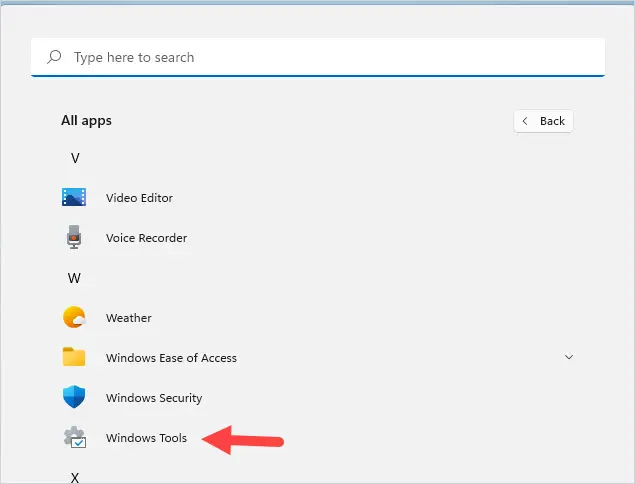 Type here to search
All apps
Back
V
Video Editor
Voice Recorder
W
Weather
Windows Ease of Access
Windows Security
Windows Tools
X